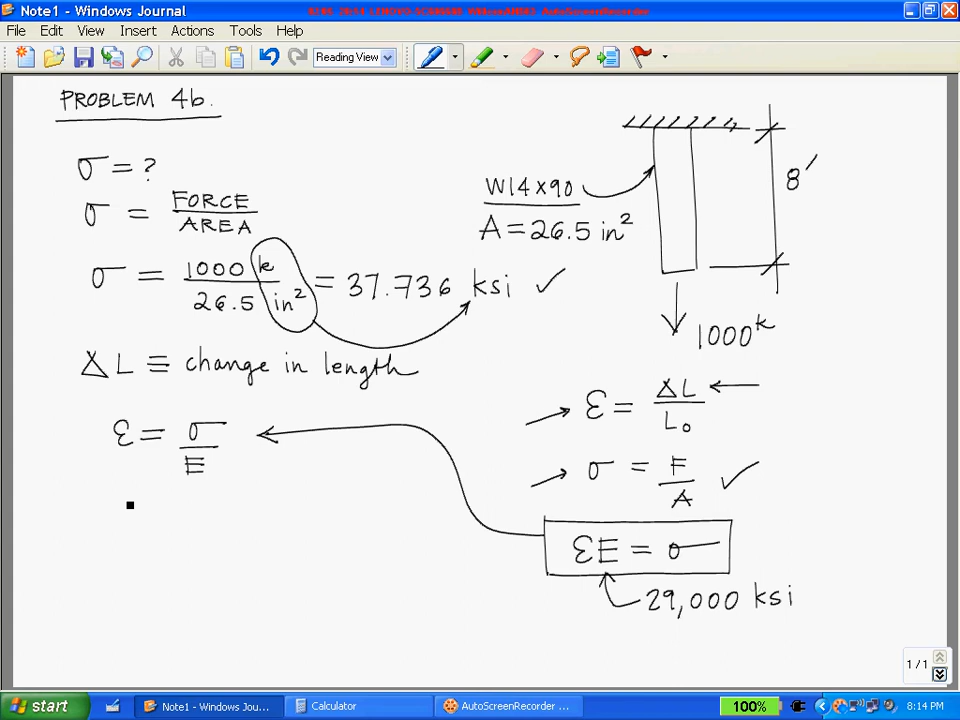 Note1 - Windows Journal
File Edit View Insert Actions Tools Help
Reading View
PROBLEM 4b.
σ = ?
σ = FORCE / AREA
σ = 1000 k / 26.5 in² = 37.736 ksi ✓
W14x90
A = 26.5 in²
8'
1000ᵏ
ΔL ≡ change in length
ε = σ / E
ε = ΔL / L₀
σ = F / A ✓
εE = σ
29,000 ksi
1 / 1
start
Note1 - Windows Jou...
Calculator
AutoScreenRecorder ...
100%
8:14 PM